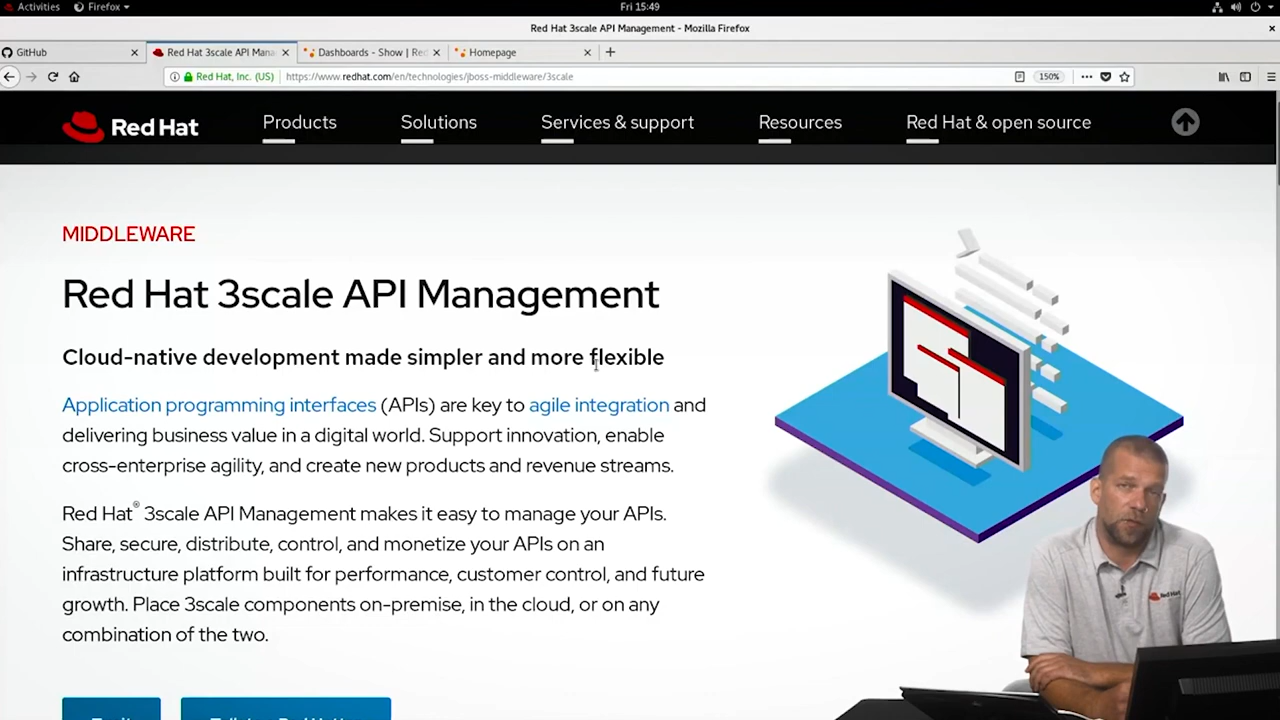 Activities
Firefox
Fri 15:49
Red Hat 3scale API Management - Mozilla Firefox
GitHub
Red Hat 3scale API Mana
Dashboards - Show | Red
Homepage
Red Hat, Inc. (US)
https://www.redhat.com/en/technologies/jboss-middleware/3scale
150%
Red Hat
Products
Solutions
Services & support
Resources
Red Hat & open source
MIDDLEWARE
Red Hat 3scale API Management
Cloud-native development made simpler and more flexible
Application programming interfaces (APIs) are key to agile integration and
delivering business value in a digital world. Support innovation, enable
cross-enterprise agility, and create new products and revenue streams.
Red Hat® 3scale API Management makes it easy to manage your APIs.
Share, secure, distribute, control, and monetize your APIs on an
infrastructure platform built for performance, customer control, and future
growth. Place 3scale components on-premise, in the cloud, or on any
combination of the two.
Red Hat